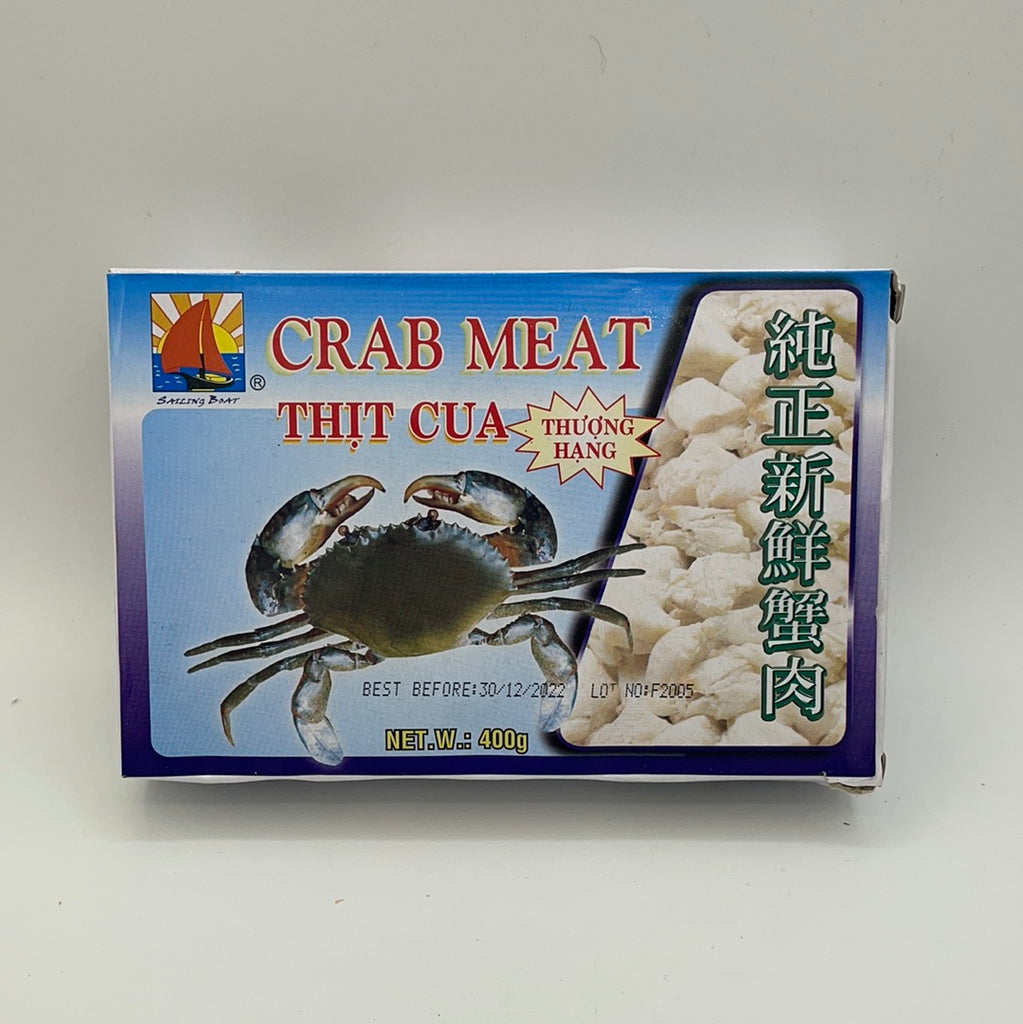 SAILING BOAT
®
CRAB MEAT
THỊT CUA
THƯỢNG
HẠNG
純正新鮮蟹肉
BEST BEFORE:30/12/2022 LOT NO:F2005
NET.W.: 400g